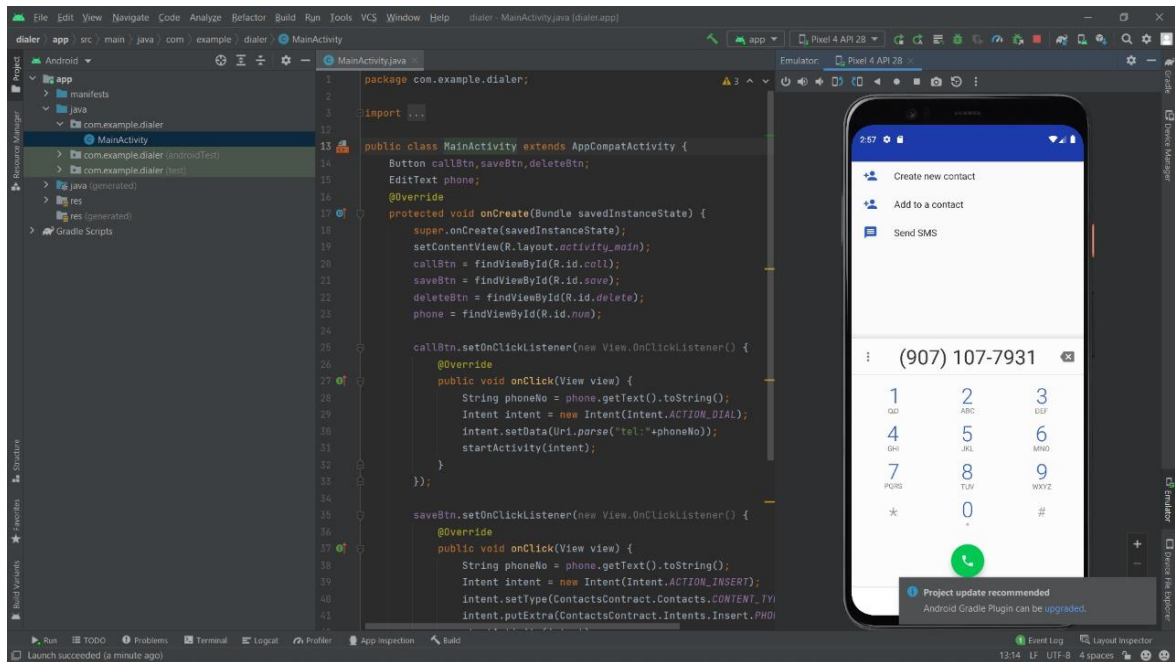 File Edit View Navigate Code Analyze Refactor Build Run Tools VCS Window Help dialer - MainActivity.java [dialer.app]
dialer app src main java com example dialer MainActivity
app Pixel 4 API 28
Project
Resource Manager
Structure
Favorites
Build Variants
Android
app
manifests
java
com.example.dialer
MainActivity
com.example.dialer (androidTest)
com.example.dialer (test)
java (generated)
res
res (generated)
Gradle Scripts
MainActivity.java
3
1 package com.example.dialer;
2
3 import ...
12
13 public class MainActivity extends AppCompatActivity {
14 Button callBtn,saveBtn,deleteBtn;
15 EditText phone;
16 @Override
17 protected void onCreate(Bundle savedInstanceState) {
18 super.onCreate(savedInstanceState);
19 setContentView(R.layout.activity_main);
20 callBtn = findViewById(R.id.call);
21 saveBtn = findViewById(R.id.save);
22 deleteBtn = findViewById(R.id.delete);
23 phone = findViewById(R.id.num);
24
25 callBtn.setOnClickListener(new View.OnClickListener() {
26 @Override
27 public void onClick(View view) {
28 String phoneNo = phone.getText().toString();
29 Intent intent = new Intent(Intent.ACTION_DIAL);
30 intent.setData(Uri.parse("tel:"+phoneNo));
31 startActivity(intent);
32 }
33 });
34
35 saveBtn.setOnClickListener(new View.OnClickListener() {
36 @Override
37 public void onClick(View view) {
38 String phoneNo = phone.getText().toString();
39 Intent intent = new Intent(Intent.ACTION_INSERT);
40 intent.setType(ContactsContract.Contacts.CONTENT_TY
41 intent.putExtra(ContactsContract.Intents.Insert.PHO
Emulator: Pixel 4 API 28
2:57
Create new contact
Add to a contact
Send SMS
(907) 107-7931
1 2 3
ABC DEF
4 5 6
GHI JKL MNO
7 8 9
PQRS TUV WXYZ
* 0 #
+
Project update recommended
Android Gradle Plugin can be upgraded.
Gradle
Device Manager
Emulator
Device File Explorer
Run TODO Problems Terminal Logcat Profiler App Inspection Build
1 Event Log Layout Inspector
Launch succeeded (a minute ago)
13:14 LF UTF-8 4 spaces